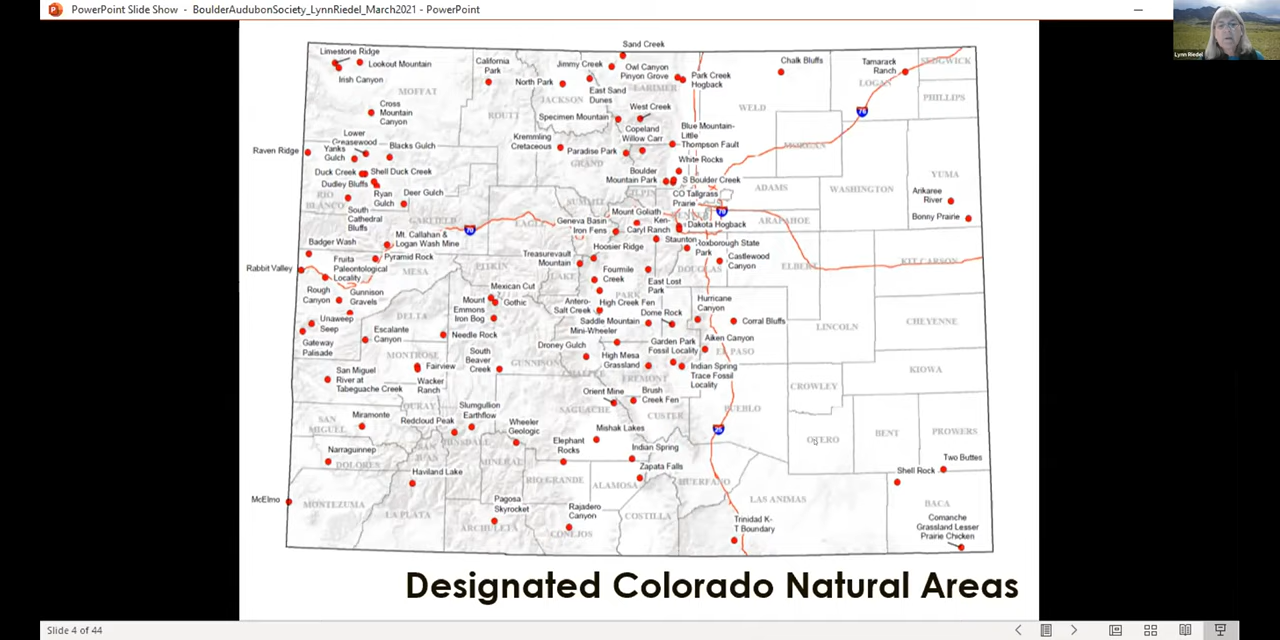 PowerPoint Slide Show - BoulderAudubonSociety_LynnRiedel_March2021 - PowerPoint
Lynn Riedel
Sand Creek
Limestone Ridge
Lookout Mountain
Irish Canyon
California
Park
Jimmy Creek
Owl Canyon
Pinyon Grove
North Park
Park Creek
Hogback
Chalk Bluffs
Tamarack
Ranch
SEDGWICK
LOGAN
PHILLIPS
MOFFAT
ROUTT
JACKSON
LARIMER
East Sand
Dunes
WELD
76
Cross
Mountain
Canyon
West Creek
Specimen Mountain
Copeland
Willow Carr
Blue Mountain-
Little
Thompson Fault
Lower
Greasewood
Yanks
Gulch
Blacks Gulch
Raven Ridge
Kremmling
Cretaceous
Paradise Park
GRAND
White Rocks
MORGAN
Duck Creek
Shell Duck Creek
Dudley Bluffs
Ryan
Gulch
Deer Gulch
RIO
BLANCO
Boulder
Mountain Park
S Boulder Creek
CO Tallgrass
Prairie
GILPIN
ADAMS
WASHINGTON
YUMA
Arikaree
River
Bonny Prairie
South
Cathedral
Bluffs
GARFIELD
EAGLE
SUMMIT
70
Mount Goliath
Geneva Basin
Iron Fens
Ken-
Caryl Ranch
Dakota Hogback
70
ARAPAHOE
Badger Wash
Mt. Callahan &
Logan Wash Mine
Hoosier Ridge
Staunton
Roxborough State
Park
Castlewood
Canyon
Rabbit Valley
Fruita
Paleontological
Locality
Pyramid Rock
MESA
PITKIN
Treasurevault
Mountain
LAKE
Fourmile
Creek
DOUGLAS
ELBERT
KIT CARSON
Rough
Canyon
Gunnison
Gravels
Mexican Cut
Mount
Emmons
Iron Bog
Gothic
Antero-
Salt Creek
PARK
High Creek Fen
East Lost
Park
Hurricane
Canyon
DELTA
Unaweep
Seep
Saddle Mountain
Dome Rock
Corral Bluffs
LINCOLN
CHEYENNE
Gateway
Palisade
Escalante
Canyon
Needle Rock
Mini-Wheeler
Droney Gulch
Garden Park
Fossil Locality
Aiken Canyon
EL PASO
MONTROSE
South
Beaver
Creek
GUNNISON
CHAFFEE
High Mesa
Grassland
Indian Spring
Trace Fossil
Locality
KIOWA
San Miguel
River at
Tabeguache Creek
Fairview
Wacker
Ranch
FREMONT
CROWLEY
Orient Mine
Brush
Creek Fen
OURAY
SAGUACHE
CUSTER
PUEBLO
SAN
MIGUEL
Miramonte
Redcloud Peak
Slumgullion
Earthflow
HINSDALE
Wheeler
Geologic
Mishak Lakes
25
OTERO
BENT
PROWERS
Narraguinnep
DOLORES
SAN
JUAN
MINERAL
Elephant
Rocks
Indian Spring
Two Buttes
Haviland Lake
RIO GRANDE
ALAMOSA
Zapata Falls
HUERFANO
Shell Rock
McElmo
MONTEZUMA
LA PLATA
Pagosa
Skyrocket
Rajadero
Canyon
COSTILLA
LAS ANIMAS
BACA
ARCHULETA
CONEJOS
Trinidad K-
T Boundary
Comanche
Grassland Lesser
Prairie Chicken
Designated Colorado Natural Areas
Slide 4 of 44